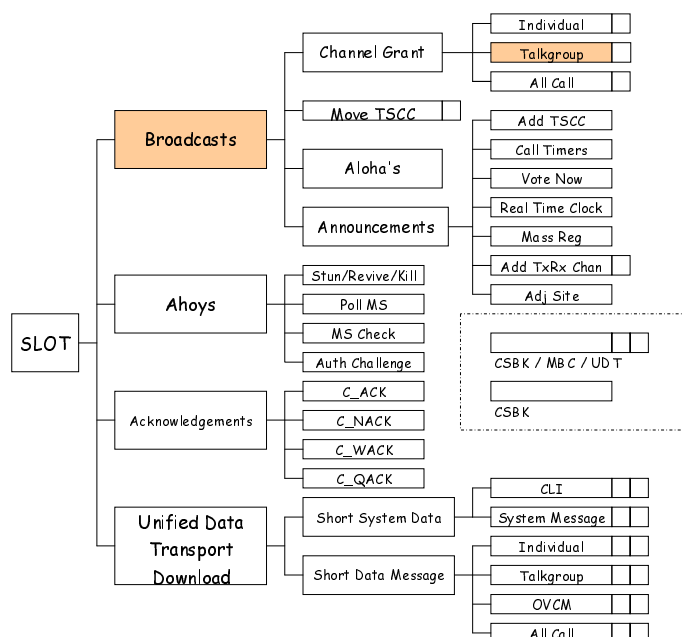 SLOT
Broadcasts
Channel Grant
Individual
Talkgroup
All Call
Move TSCC
Aloha's
Announcements
Add TSCC
Call Timers
Vote Now
Real Time Clock
Mass Reg
Add TxRx Chan
Adj Site
Ahoys
Stun/Revive/Kill
Poll MS
MS Check
Auth Challenge
CSBK / MBC / UDT
CSBK
Acknowledgements
C_ACK
C_NACK
C_WACK
C_QACK
Unified Data
Transport
Download
Short System Data
CLI
System Message
Short Data Message
Individual
Talkgroup
OVCM
All Call